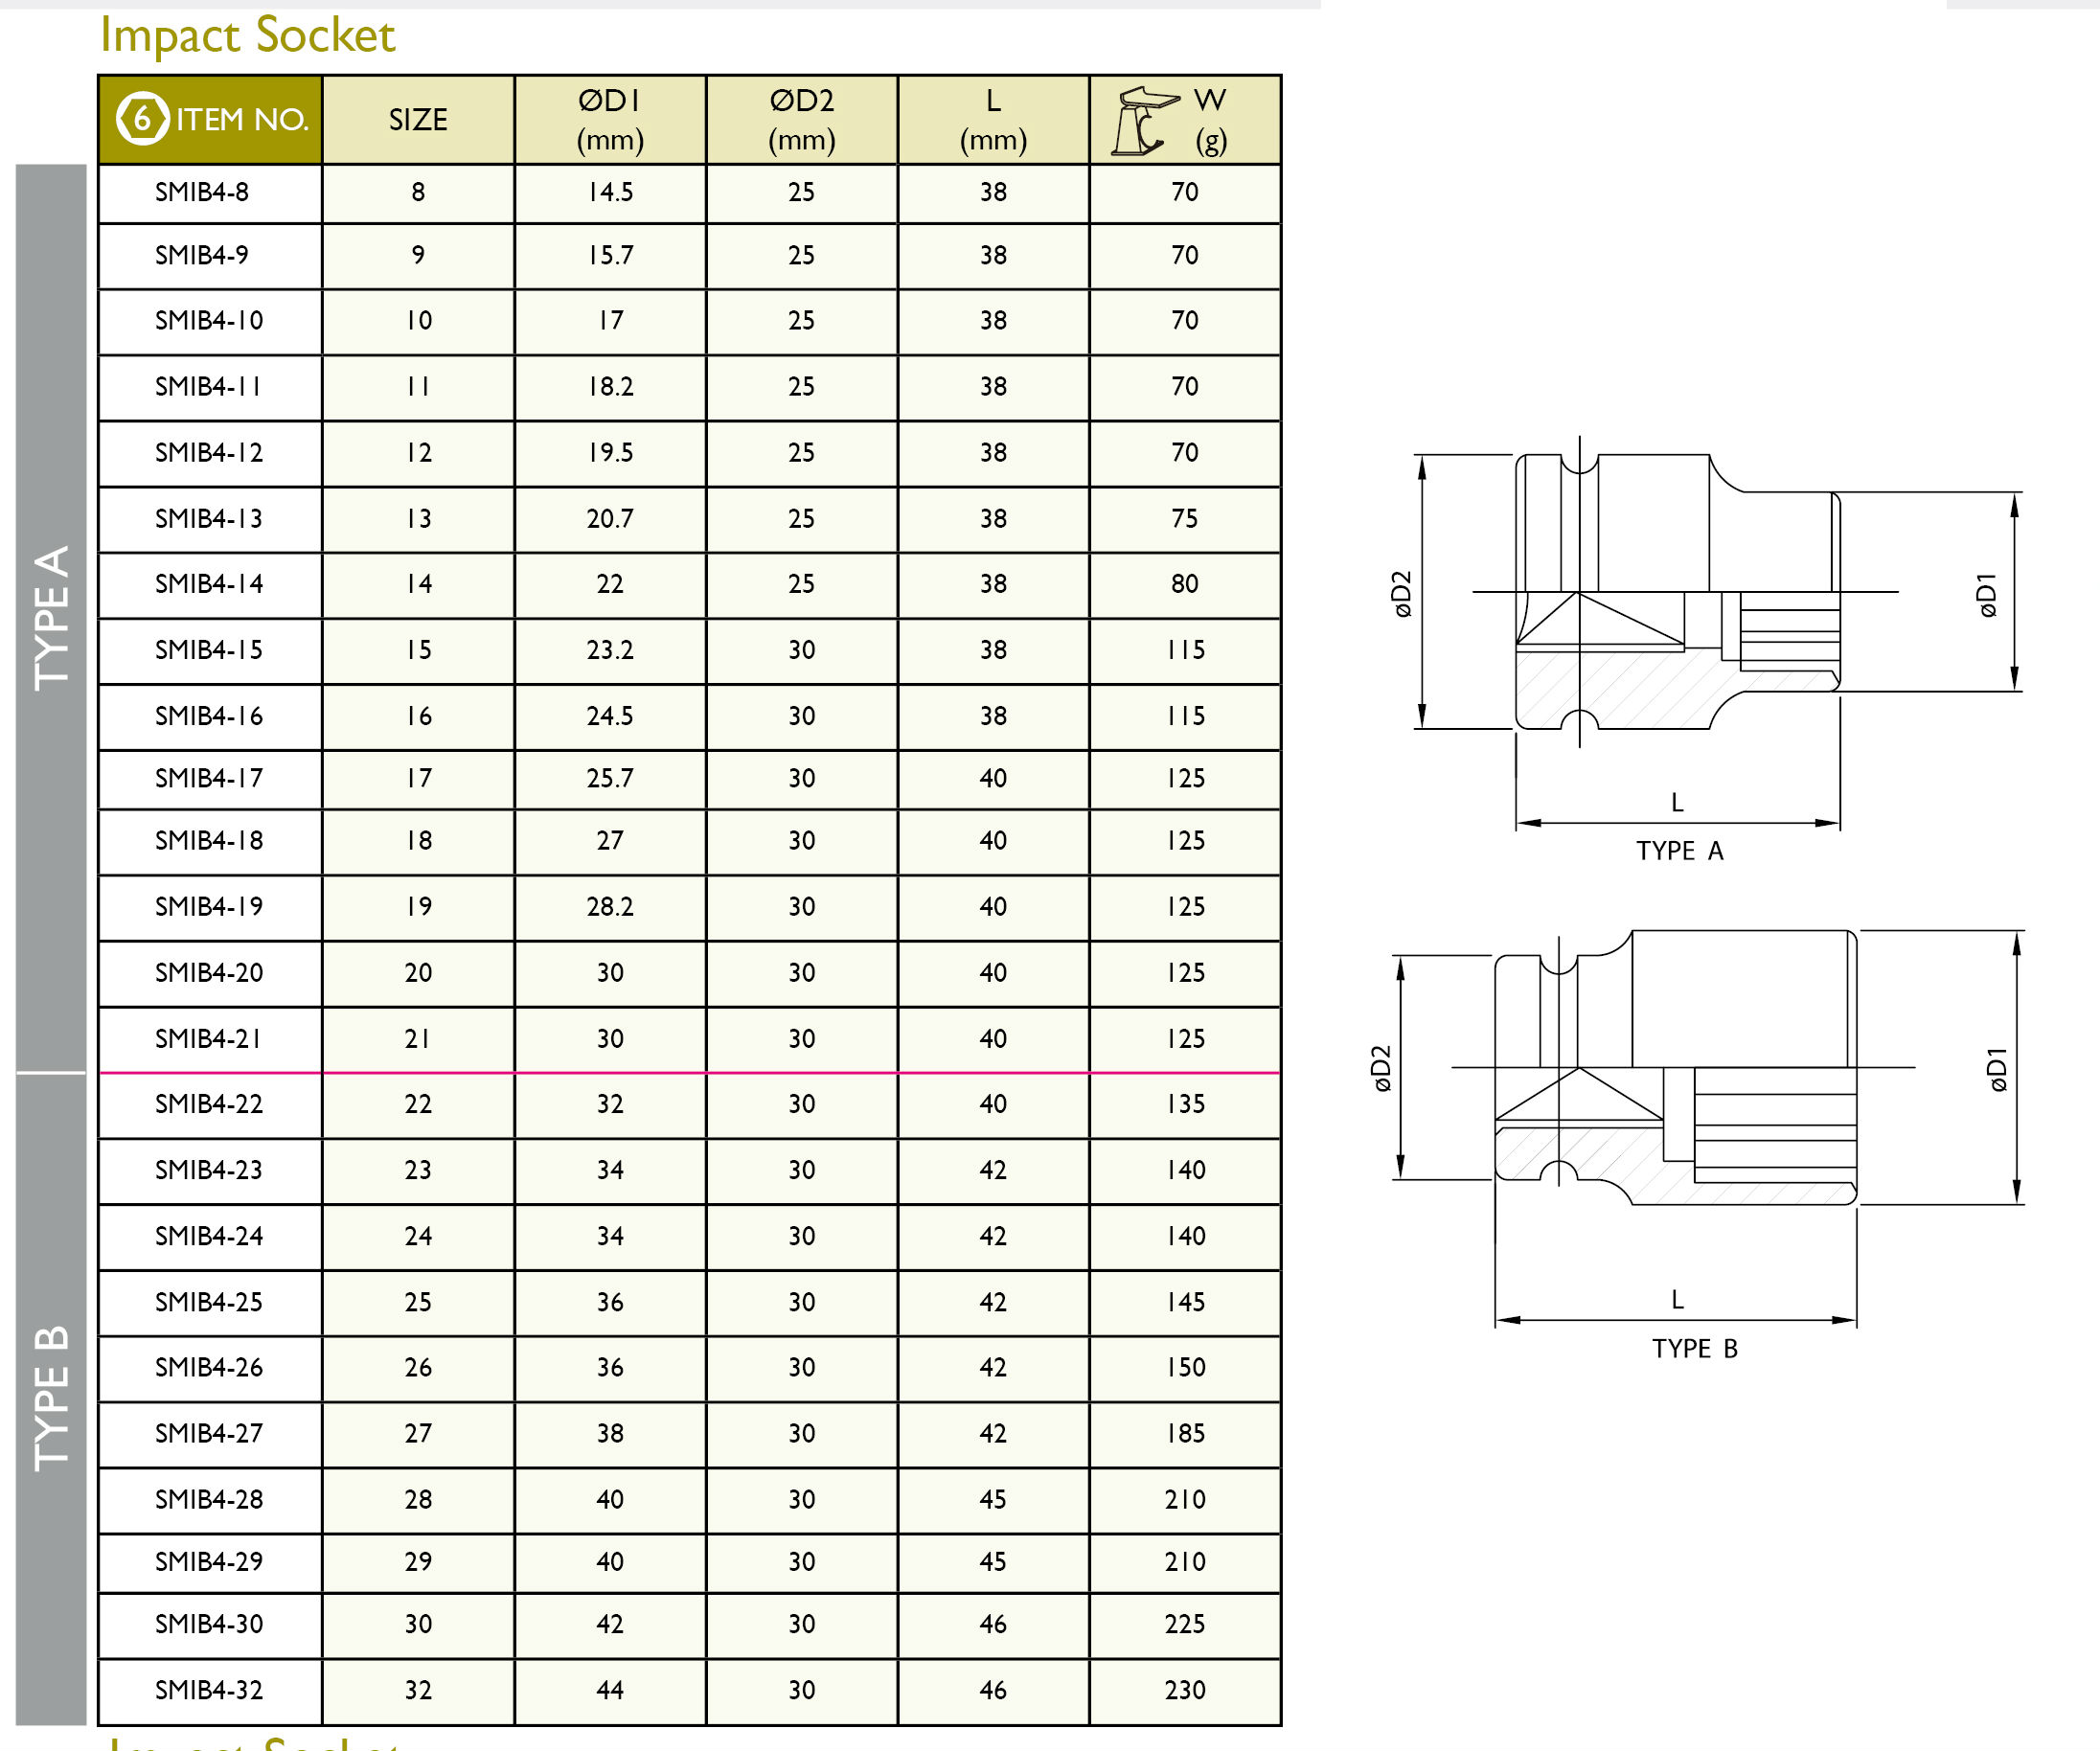 Impact Socket
6 ITEM NO. SIZE ØD1 (mm) ØD2 (mm) L (mm) W (g)
TYPE A
SMIB4-8 8 14.5 25 38 70
SMIB4-9 9 15.7 25 38 70
SMIB4-10 10 17 25 38 70
SMIB4-11 11 18.2 25 38 70
SMIB4-12 12 19.5 25 38 70
SMIB4-13 13 20.7 25 38 75
SMIB4-14 14 22 25 38 80
SMIB4-15 15 23.2 30 38 115
SMIB4-16 16 24.5 30 38 115
SMIB4-17 17 25.7 30 40 125
SMIB4-18 18 27 30 40 125
SMIB4-19 19 28.2 30 40 125
SMIB4-20 20 30 30 40 125
SMIB4-21 21 30 30 40 125
TYPE B
SMIB4-22 22 32 30 40 135
SMIB4-23 23 34 30 42 140
SMIB4-24 24 34 30 42 140
SMIB4-25 25 36 30 42 145
SMIB4-26 26 36 30 42 150
SMIB4-27 27 38 30 42 185
SMIB4-28 28 40 30 45 210
SMIB4-29 29 40 30 45 210
SMIB4-30 30 42 30 46 225
SMIB4-32 32 44 30 46 230
Impact Socket
øD2
øD1
L
TYPE A
øD2
øD1
L
TYPE B